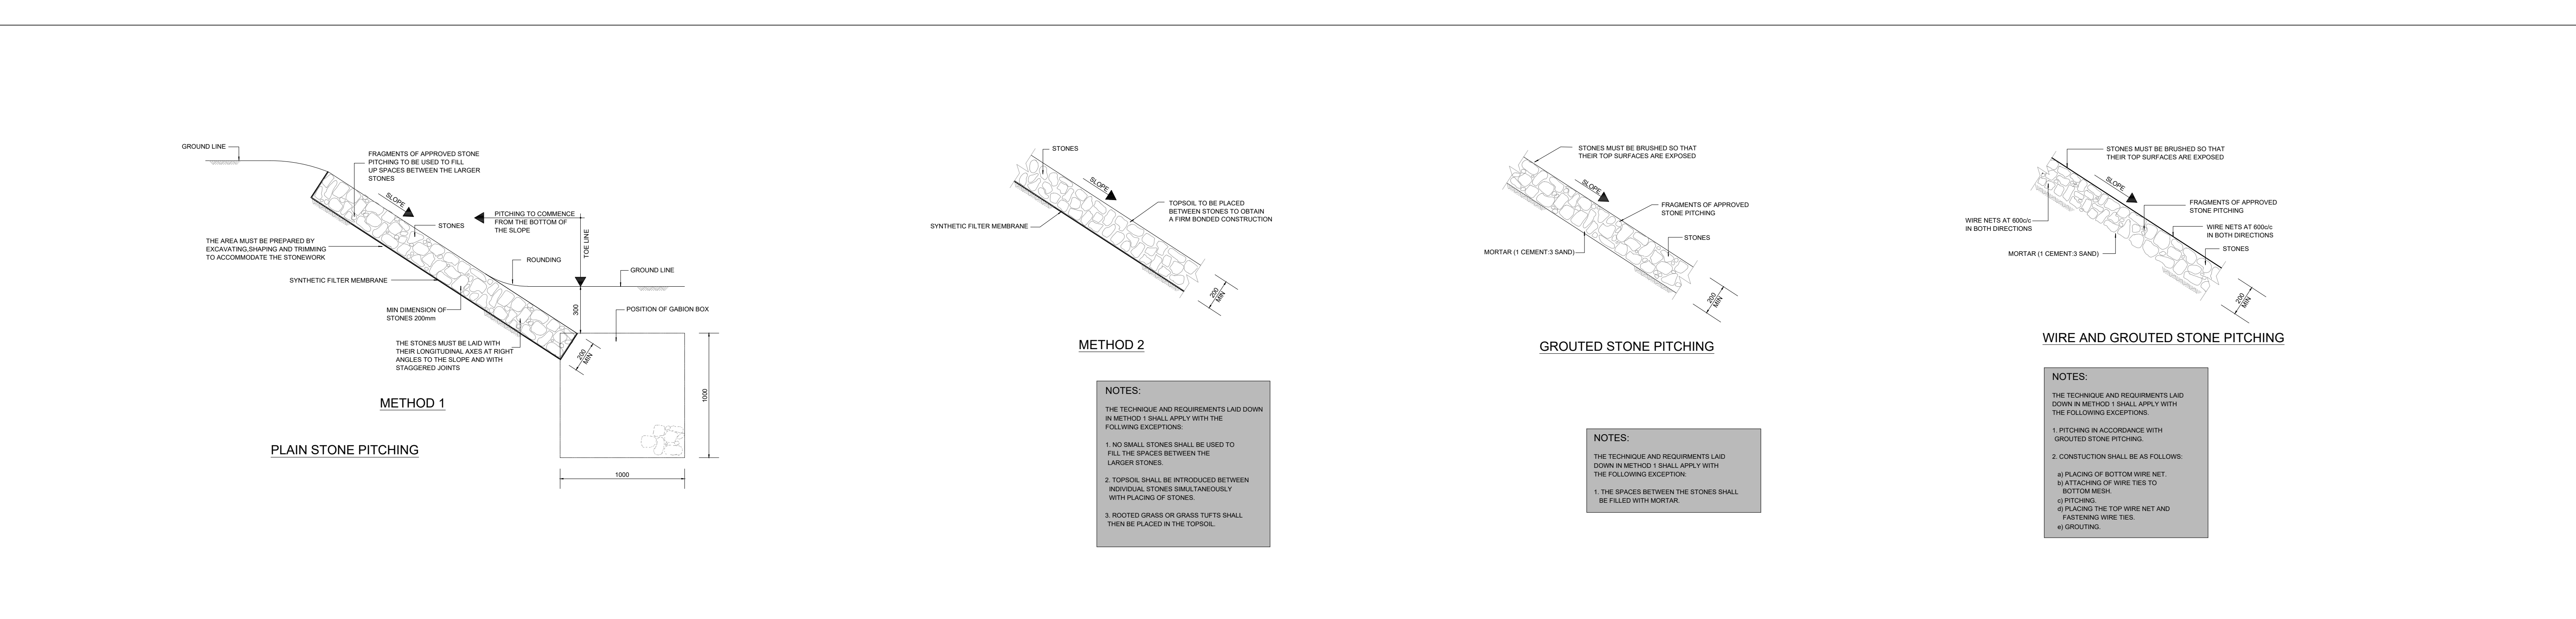 GROUND LINE
FRAGMENTS OF APPROVED STONE
PITCHING TO BE USED TO FILL
UP SPACES BETWEEN THE LARGER
STONES
SLOPE
PITCHING TO COMMENCE
FROM THE BOTTOM OF
THE SLOPE
STONES
TOE LINE
THE AREA MUST BE PREPARED BY
EXCAVATING,SHAPING AND TRIMMING
TO ACCOMMODATE THE STONEWORK
ROUNDING
GROUND LINE
SYNTHETIC FILTER MEMBRANE
300
MIN DIMENSION OF
STONES 200mm
POSITION OF GABION BOX
THE STONES MUST BE LAID WITH
THEIR LONGITUDINAL AXES AT RIGHT
ANGLES TO THE SLOPE AND WITH
STAGGERED JOINTS
200
MIN
1000
1000
METHOD 1
PLAIN STONE PITCHING
STONES
SLOPE
TOPSOIL TO BE PLACED
BETWEEN STONES TO OBTAIN
A FIRM BONDED CONSTRUCTION
SYNTHETIC FILTER MEMBRANE
200
MIN
METHOD 2
NOTES:
THE TECHNIQUE AND REQUIREMENTS LAID DOWN
IN METHOD 1 SHALL APPLY WITH THE
FOLLWING EXCEPTIONS:
1. NO SMALL STONES SHALL BE USED TO
FILL THE SPACES BETWEEN THE
LARGER STONES.
2. TOPSOIL SHALL BE INTRODUCED BETWEEN
INDIVIDUAL STONES SIMULTANEOUSLY
WITH PLACING OF STONES.
3. ROOTED GRASS OR GRASS TUFTS SHALL
THEN BE PLACED IN THE TOPSOIL.
STONES MUST BE BRUSHED SO THAT
THEIR TOP SURFACES ARE EXPOSED
SLOPE
FRAGMENTS OF APPROVED
STONE PITCHING
STONES
MORTAR (1 CEMENT:3 SAND)
200
MIN
GROUTED STONE PITCHING
NOTES:
THE TECHNIQUE AND REQUIRMENTS LAID
DOWN IN METHOD 1 SHALL APPLY WITH
THE FOLLOWING EXCEPTION:
1. THE SPACES BETWEEN THE STONES SHALL
BE FILLED WITH MORTAR.
STONES MUST BE BRUSHED SO THAT
THEIR TOP SURFACES ARE EXPOSED
SLOPE
FRAGMENTS OF APPROVED
STONE PITCHING
WIRE NETS AT 600c/c
IN BOTH DIRECTIONS
WIRE NETS AT 600c/c
IN BOTH DIRECTIONS
STONES
MORTAR (1 CEMENT:3 SAND)
200
MIN
WIRE AND GROUTED STONE PITCHING
NOTES:
THE TECHNIQUE AND REQUIRMENTS LAID
DOWN IN METHOD 1 SHALL APPLY WITH
THE FOLLOWING EXCEPTIONS.
1. PITCHING IN ACCORDANCE WITH
GROUTED STONE PITCHING.
2. CONSTUCTION SHALL BE AS FOLLOWS:
a) PLACING OF BOTTOM WIRE NET.
b) ATTACHING OF WIRE TIES TO
BOTTOM MESH.
c) PITCHING.
d) PLACING THE TOP WIRE NET AND
FASTENING WIRE TIES.
e) GROUTING.